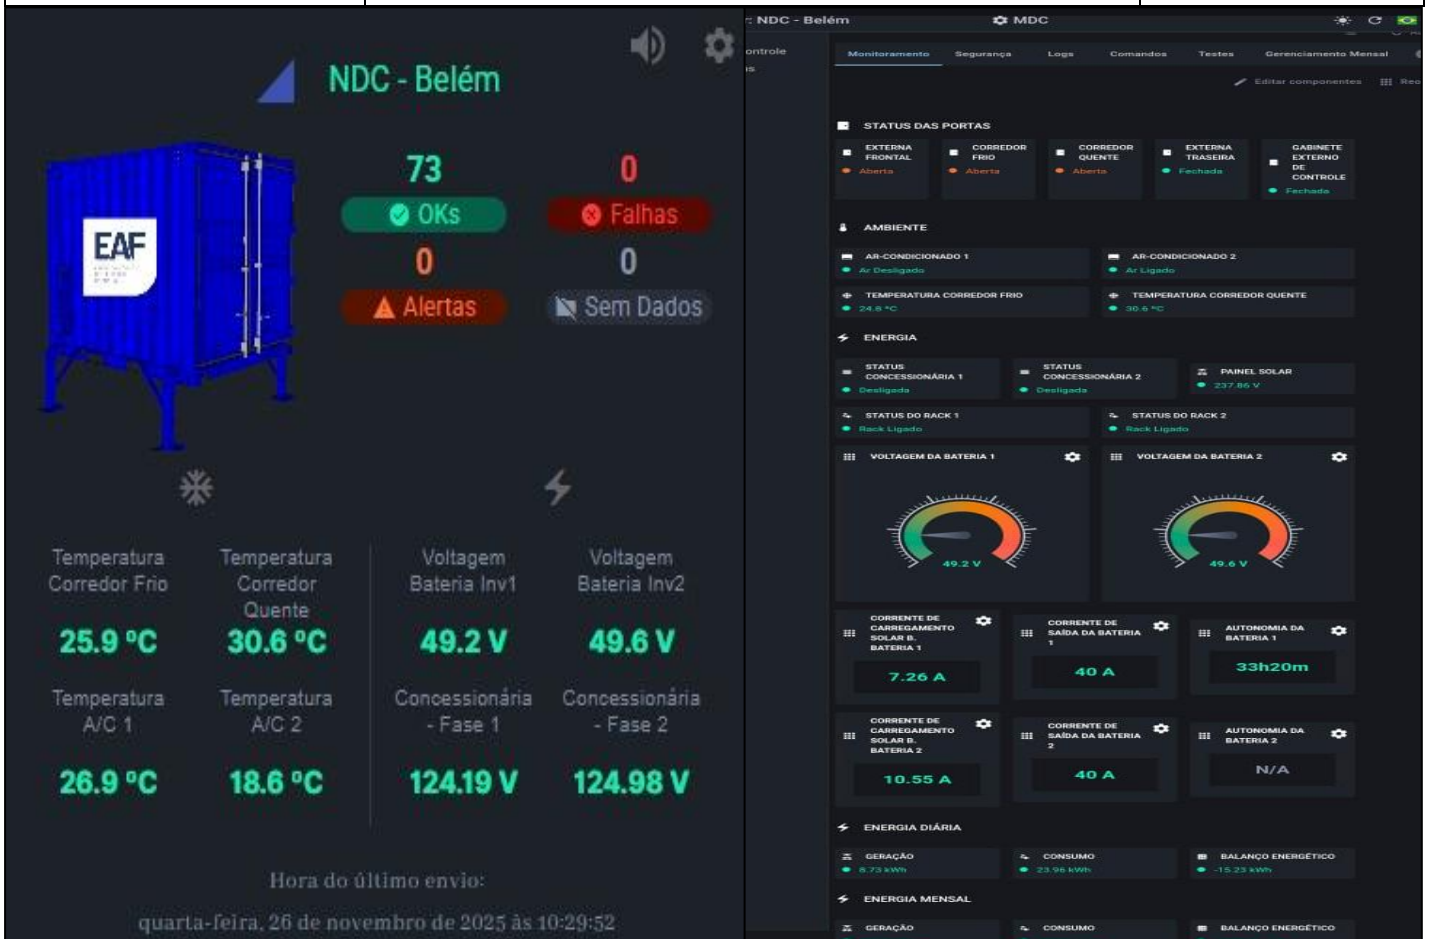 NDC - Belém
EAF
73
OKs
0
Falhas
0
Alertas
0
Sem Dados
Temperatura
Corredor Frio
25.9 ºC
Temperatura
Corredor
Quente
30.6 ºC
Voltagem
Bateria Inv1
49.2 V
Voltagem
Bateria Inv2
49.6 V
Temperatura
A/C 1
26.9 ºC
Temperatura
A/C 2
18.6 ºC
Concessionária
- Fase 1
124.19 V
Concessionária
- Fase 2
124.98 V
Hora do último envio:
quarta-feira, 26 de novembro de 2025 às 10:29:52
: NDC - Belém
MDC
ontrole
Monitoramento Segurança Logs Comandos Testes Gerenciamento Mensal
Editar componentes Reo
STATUS DAS PORTAS
EXTERNA
FRONTAL
Aberta
CORREDOR
FRIO
Aberta
CORREDOR
QUENTE
Aberta
EXTERNA
TRASEIRA
Fechada
GABINETE
EXTERNO
DE
CONTROLE
Fechada
AMBIENTE
AR-CONDICIONADO 1
Ar Desligado
AR-CONDICIONADO 2
Ar Ligado
TEMPERATURA CORREDOR FRIO
24.6 ºC
TEMPERATURA CORREDOR QUENTE
30.6 ºC
ENERGIA
STATUS
CONCESSIONÁRIA 1
Desligada
STATUS
CONCESSIONÁRIA 2
Desligada
PAINEL SOLAR
237.86 V
STATUS DO RACK 1
Rack Ligado
STATUS DO RACK 2
Rack Ligado
VOLTAGEM DA BATERIA 1
49.2 V
VOLTAGEM DA BATERIA 2
49.6 V
CORRENTE DE
CARREGAMENTO
SOLAR B.
BATERIA 1
7.26 A
CORRENTE DE
SAÍDA DA BATERIA
1
40 A
AUTONOMIA DA
BATERIA 1
33h20m
CORRENTE DE
CARREGAMENTO
SOLAR B.
BATERIA 2
10.55 A
CORRENTE DE
SAÍDA DA BATERIA
2
40 A
AUTONOMIA DA
BATERIA 2
N/A
ENERGIA DIÁRIA
GERAÇÃO
8.73 kWh
CONSUMO
23.96 kWh
BALANÇO ENERGÉTICO
-15.23 kWh
ENERGIA MENSAL
GERAÇÃO
CONSUMO
BALANÇO ENERGÉTICO